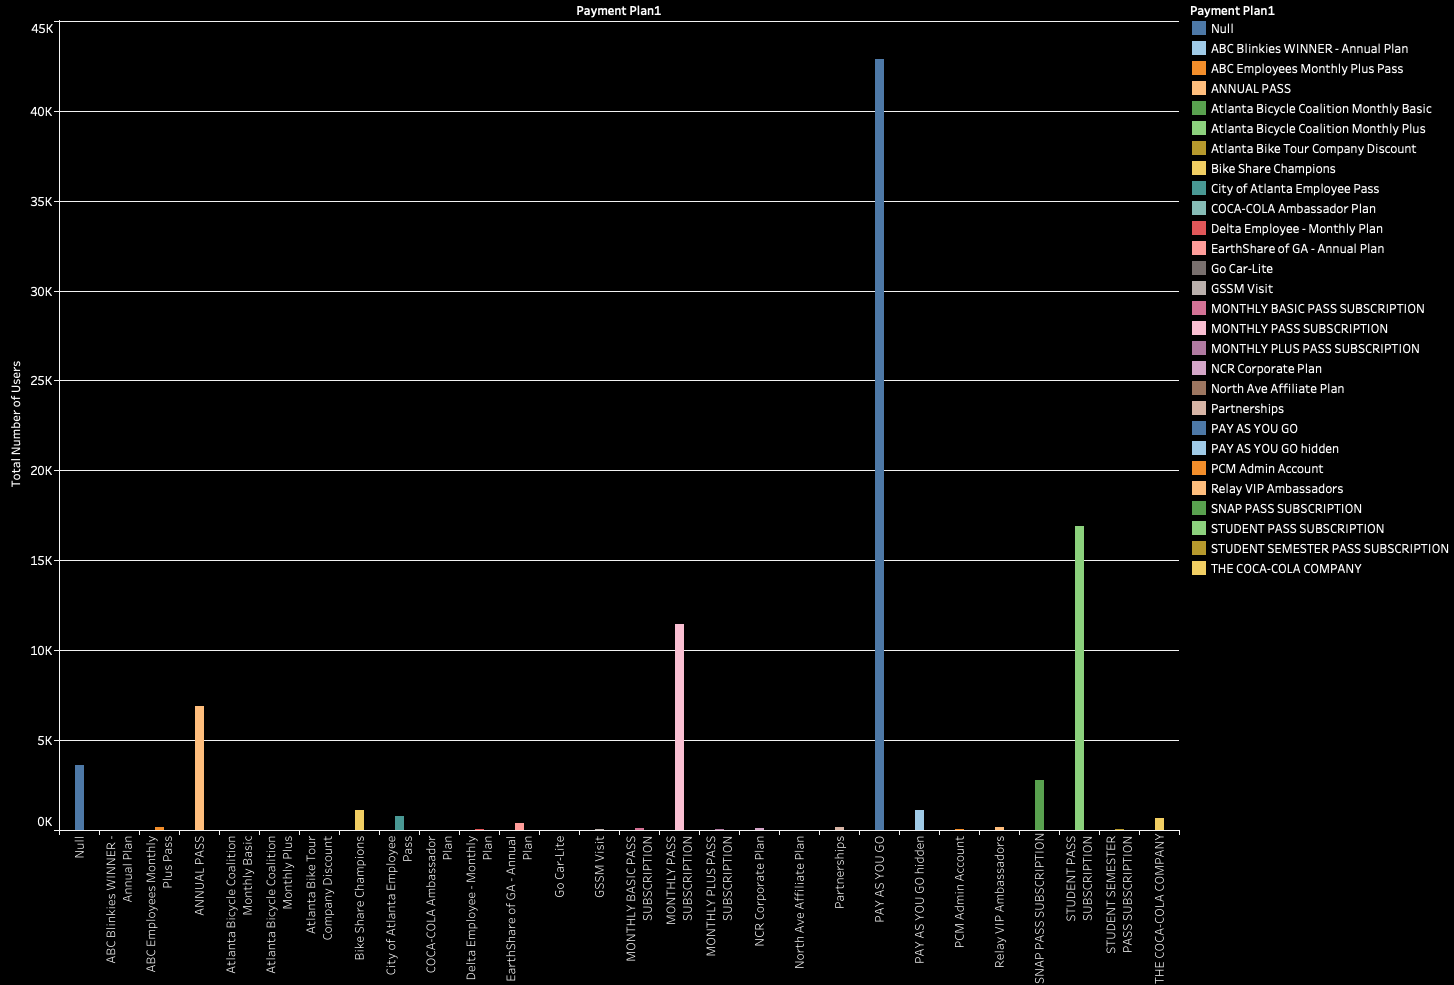 Payment Plan1
45K
40K
35K
30K
25K
20K
15K
10K
5K
0K
Total Number of Users
Null
ABC Blinkies WINNER -
Annual Plan
ABC Employees Monthly
Plus Pass
ANNUAL PASS
Atlanta Bicycle Coalition
Monthly Basic
Atlanta Bicycle Coalition
Monthly Plus
Atlanta Bike Tour
Company Discount
Bike Share Champions
City of Atlanta Employee
Pass
COCA-COLA Ambassador
Plan
Delta Employee - Monthly
Plan
EarthShare of GA - Annual
Plan
Go Car-Lite
GSSM Visit
MONTHLY BASIC PASS
SUBSCRIPTION
MONTHLY PASS
SUBSCRIPTION
MONTHLY PLUS PASS
SUBSCRIPTION
NCR Corporate Plan
North Ave Affiliate Plan
Partnerships
PAY AS YOU GO
PAY AS YOU GO hidden
PCM Admin Account
Relay VIP Ambassadors
SNAP PASS SUBSCRIPTION
STUDENT PASS
SUBSCRIPTION
STUDENT SEMESTER
PASS SUBSCRIPTION
THE COCA-COLA COMPANY
Payment Plan1
Null
ABC Blinkies WINNER - Annual Plan
ABC Employees Monthly Plus Pass
ANNUAL PASS
Atlanta Bicycle Coalition Monthly Basic
Atlanta Bicycle Coalition Monthly Plus
Atlanta Bike Tour Company Discount
Bike Share Champions
City of Atlanta Employee Pass
COCA-COLA Ambassador Plan
Delta Employee - Monthly Plan
EarthShare of GA - Annual Plan
Go Car-Lite
GSSM Visit
MONTHLY BASIC PASS SUBSCRIPTION
MONTHLY PASS SUBSCRIPTION
MONTHLY PLUS PASS SUBSCRIPTION
NCR Corporate Plan
North Ave Affiliate Plan
Partnerships
PAY AS YOU GO
PAY AS YOU GO hidden
PCM Admin Account
Relay VIP Ambassadors
SNAP PASS SUBSCRIPTION
STUDENT PASS SUBSCRIPTION
STUDENT SEMESTER PASS SUBSCRIPTION
THE COCA-COLA COMPANY